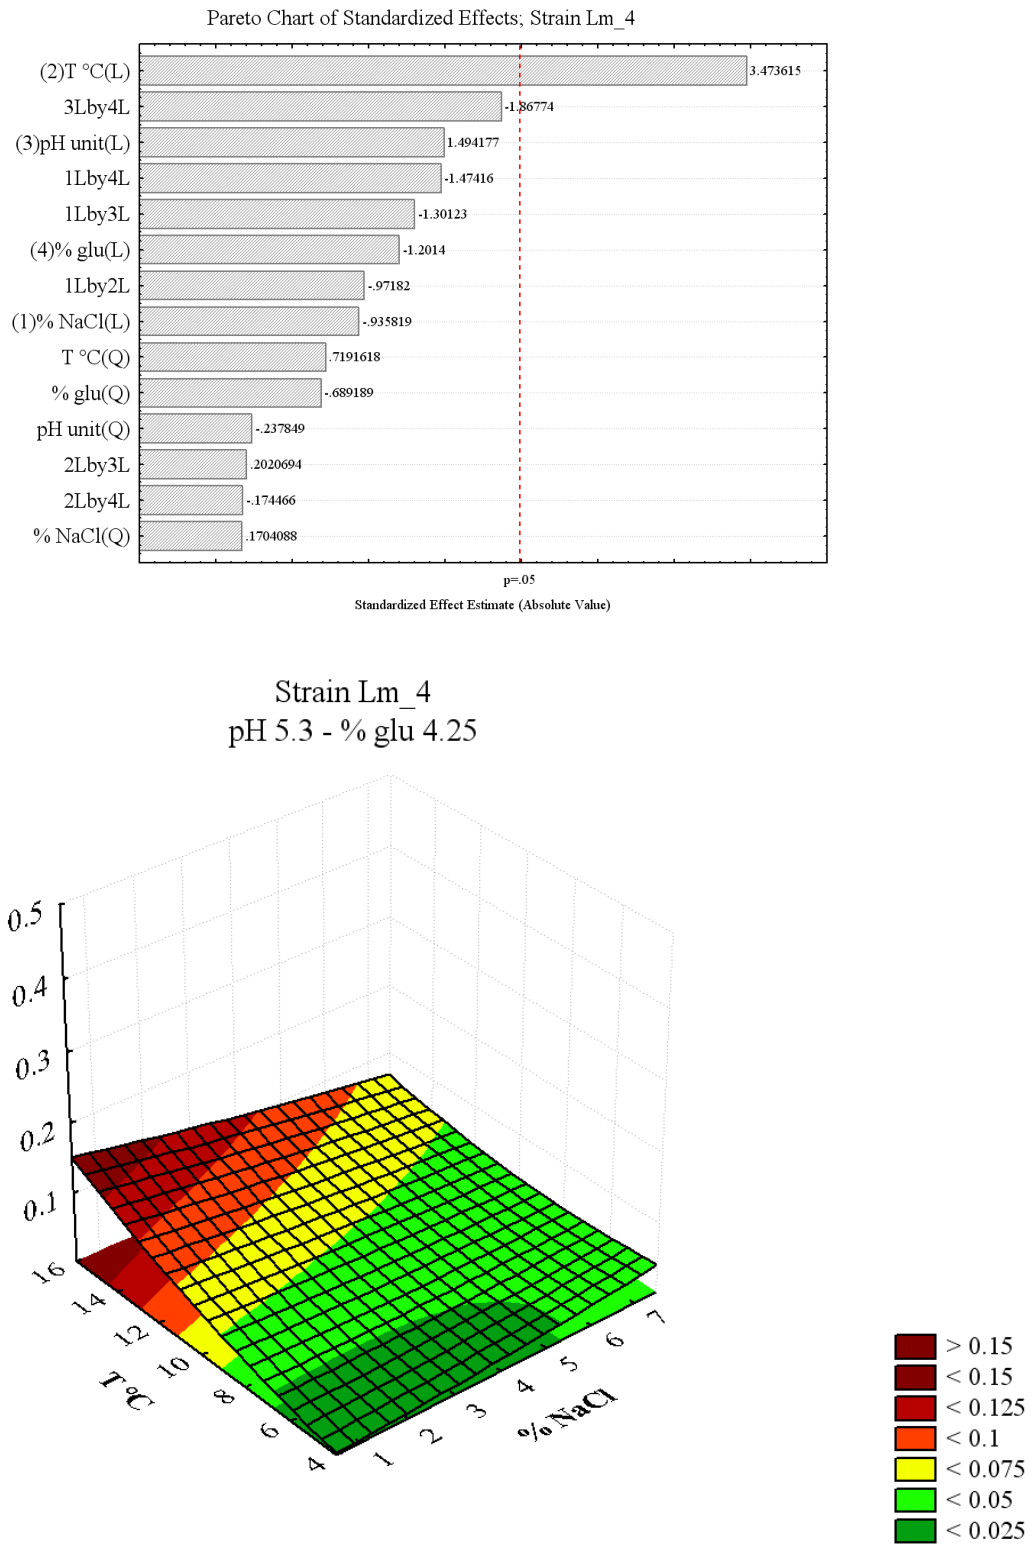 Pareto Chart of Standardized Effects; Strain Lm_4
(2)T °C(L) 3.473615
3Lby4L -1.86774
(3)pH unit(L) 1.494177
1Lby4L -1.47416
1Lby3L -1.30123
(4)% glu(L) -1.2014
1Lby2L -.97182
(1)% NaCl(L) -.935819
T °C(Q) .7191618
% glu(Q) -.689189
pH unit(Q) -.237849
2Lby3L .2020694
2Lby4L -.174466
% NaCl(Q) .1704088
p=.05
Standardized Effect Estimate (Absolute Value)
Strain Lm_4
pH 5.3 - % glu 4.25
0.5
0.4
0.3
0.2
0.1
16
14
12
10
8
6
4
T °C
1
2
3
4
5
6
7
% NaCl
> 0.15
< 0.15
< 0.125
< 0.1
< 0.075
< 0.05
< 0.025